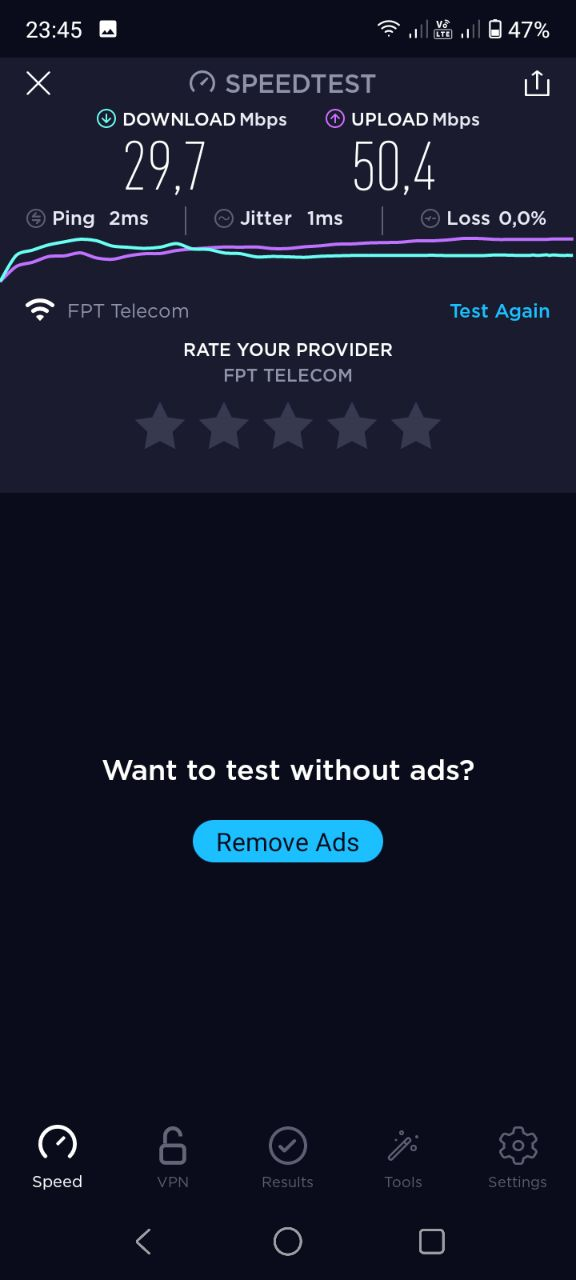 23:45 Vo LTE 47%
SPEEDTEST
DOWNLOAD Mbps UPLOAD Mbps
29,7 50,4
Ping 2ms Jitter 1ms Loss 0,0%
FPT Telecom Test Again
RATE YOUR PROVIDER
FPT TELECOM
Want to test without ads?
Remove Ads
Speed VPN Results Tools Settings